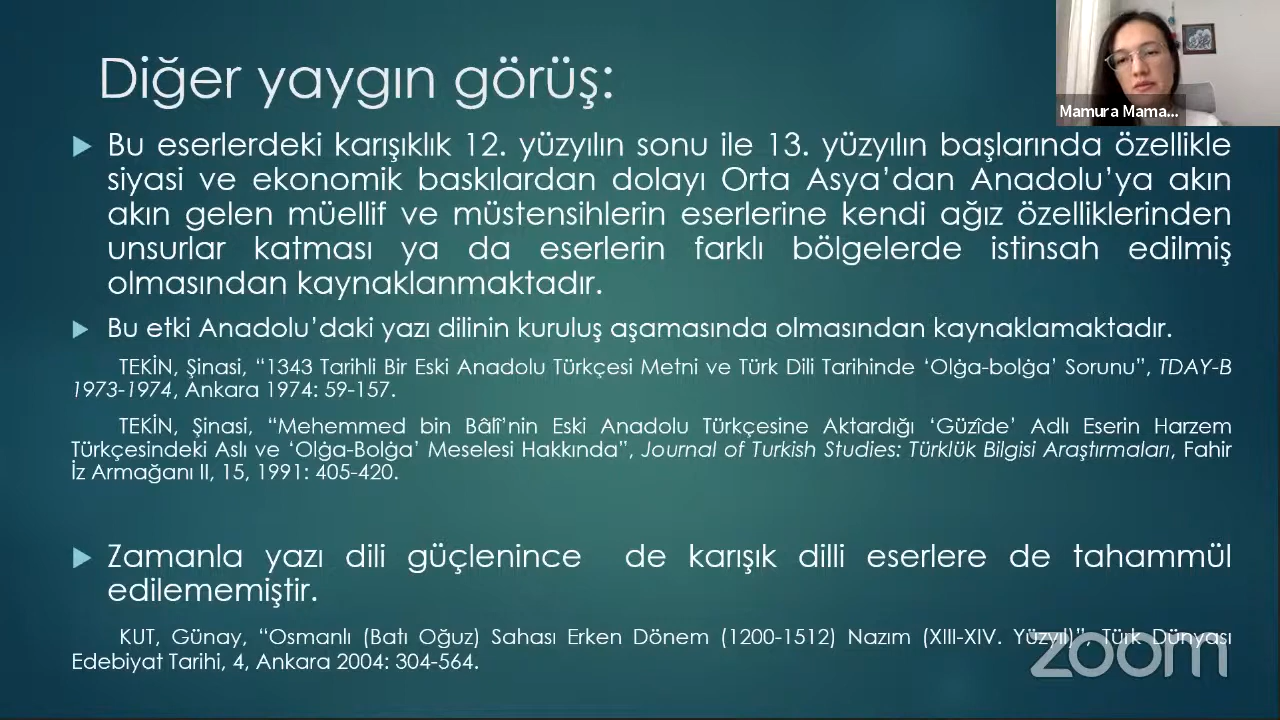 Diğer yaygın görüş:
Mamura Mama...
Bu eserlerdeki karışıklık 12. yüzyılın sonu ile 13. yüzyılın başlarında özellikle
siyasi ve ekonomik baskılardan dolayı Orta Asya’dan Anadolu’ya akın
akın gelen müellif ve müstensihlerin eserlerine kendi ağız özelliklerinden
unsurlar katması ya da eserlerin farklı bölgelerde istinsah edilmiş
olmasından kaynaklanmaktadır.
Bu etki Anadolu’daki yazı dilinin kuruluş aşamasında olmasından kaynaklamaktadır.
TEKİN, Şinasi, “1343 Tarihli Bir Eski Anadolu Türkçesi Metni ve Türk Dili Tarihinde ‘Olġa-bolġa’ Sorunu”, TDAY-B
1973-1974, Ankara 1974: 59-157.
TEKİN, Şinasi, “Mehemmed bin Bâlî’nin Eski Anadolu Türkçesine Aktardığı ‘Güzîde’ Adlı Eserin Harzem
Türkçesindeki Aslı ve ‘Olġa-Bolġa’ Meselesi Hakkında”, Journal of Turkish Studies: Türklük Bilgisi Araştırmaları, Fahir
İz Armağanı II, 15, 1991: 405-420.
Zamanla yazı dili güçlenince de karışık dilli eserlere de tahammül
edilememiştir.
KUT, Günay, “Osmanlı (Batı Oğuz) Sahası Erken Dönem (1200-1512) Nazım (XIII-XIV. Yüzyıl)”, Türk Dünyası
Edebiyat Tarihi, 4, Ankara 2004: 304-564.
zoom